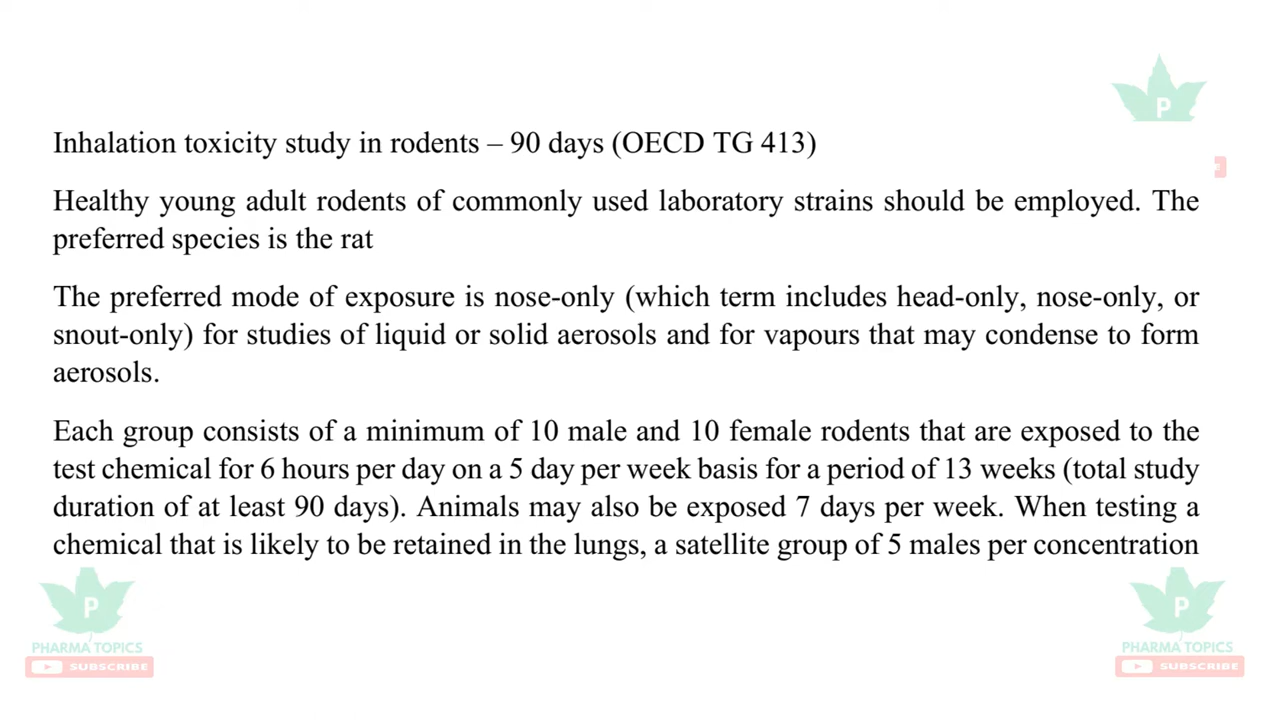 Inhalation toxicity study in rodents – 90 days (OECD TG 413)
Healthy young adult rodents of commonly used laboratory strains should be employed. The
preferred species is the rat
The preferred mode of exposure is nose-only (which term includes head-only, nose-only, or
snout-only) for studies of liquid or solid aerosols and for vapours that may condense to form
aerosols.
Each group consists of a minimum of 10 male and 10 female rodents that are exposed to the
test chemical for 6 hours per day on a 5 day per week basis for a period of 13 weeks (total study
duration of at least 90 days). Animals may also be exposed 7 days per week. When testing a
chemical that is likely to be retained in the lungs, a satellite group of 5 males per concentration
P
P
PHARMA TOPICS
SUBSCRIBE
P
PHARMA TOPICS
SUBSCRIBE